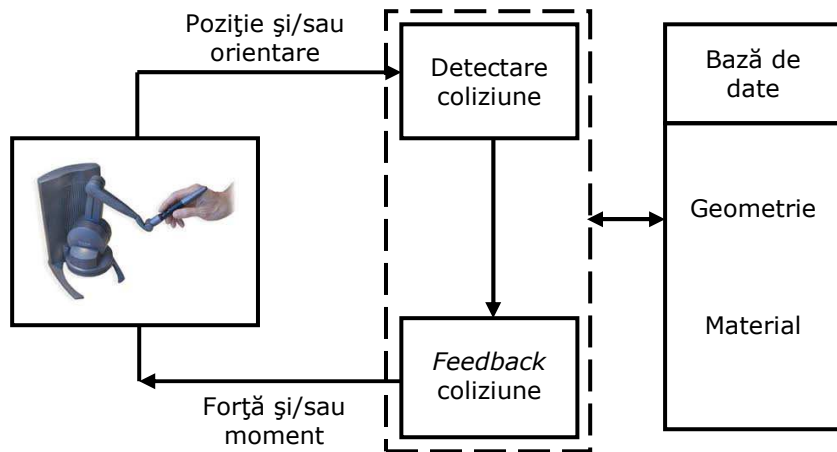 Poziţie şi/sau
orientare
Detectare
coliziune
Bază de
date
Geometrie
Material
Feedback
coliziune
Forţă şi/sau
moment